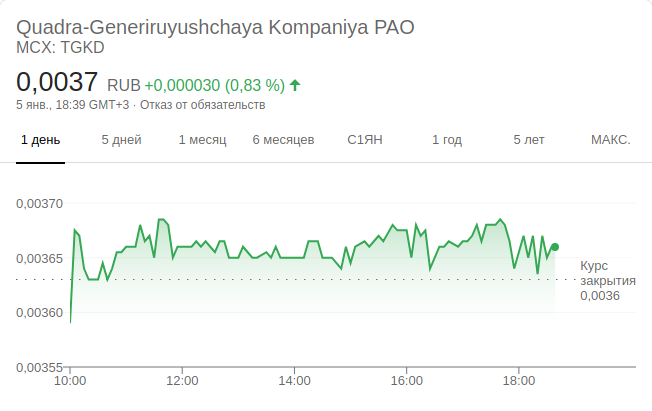 Quadra-Generiruyushchaya Kompaniya PAO
MCX: TGKD
0,0037 RUB +0,000030 (0,83 %)
5 янв., 18:39 GMT+3 · Отказ от обязательств
1 день 5 дней 1 месяц 6 месяцев С1ЯН 1 год 5 лет МАКС.
0,00370
0,00365
Курс
закрытия
0,0036
0,00360
0,00355
10:00 12:00 14:00 16:00 18:00